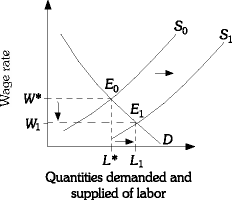 S₀
S₁
Wage rate
E₀
W*
E₁
W₁
D
L* L₁
Quantities demanded and
supplied of labor